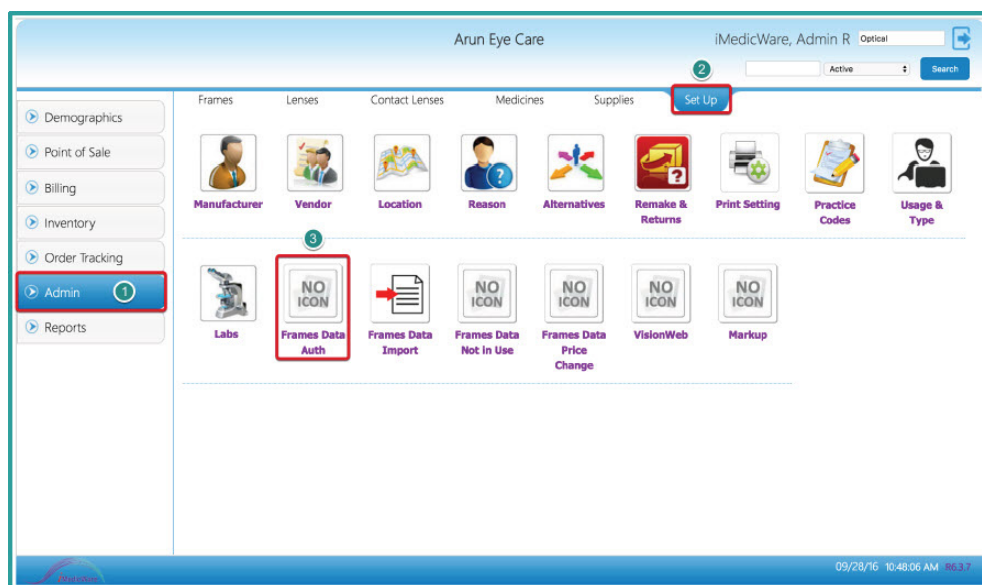 Arun Eye Care
iMedicWare, Admin R Optical
2
Active
Search
Frames Lenses Contact Lenses Medicines Supplies Set Up
Demographics
Point of Sale
Billing
Inventory
Order Tracking
Admin 1
Reports
?
?
Manufacturer Vendor Location Reason Alternatives Remake & Returns Print Setting Practice Codes Usage & Type
3
NO ICON
NO ICON
NO ICON
NO ICON
NO ICON
Labs Frames Data Auth Frames Data Import Frames Data Not in Use Frames Data Price Change VisionWeb Markup
iMedicWare
09/28/16 10:48:06 AM R6.3.7